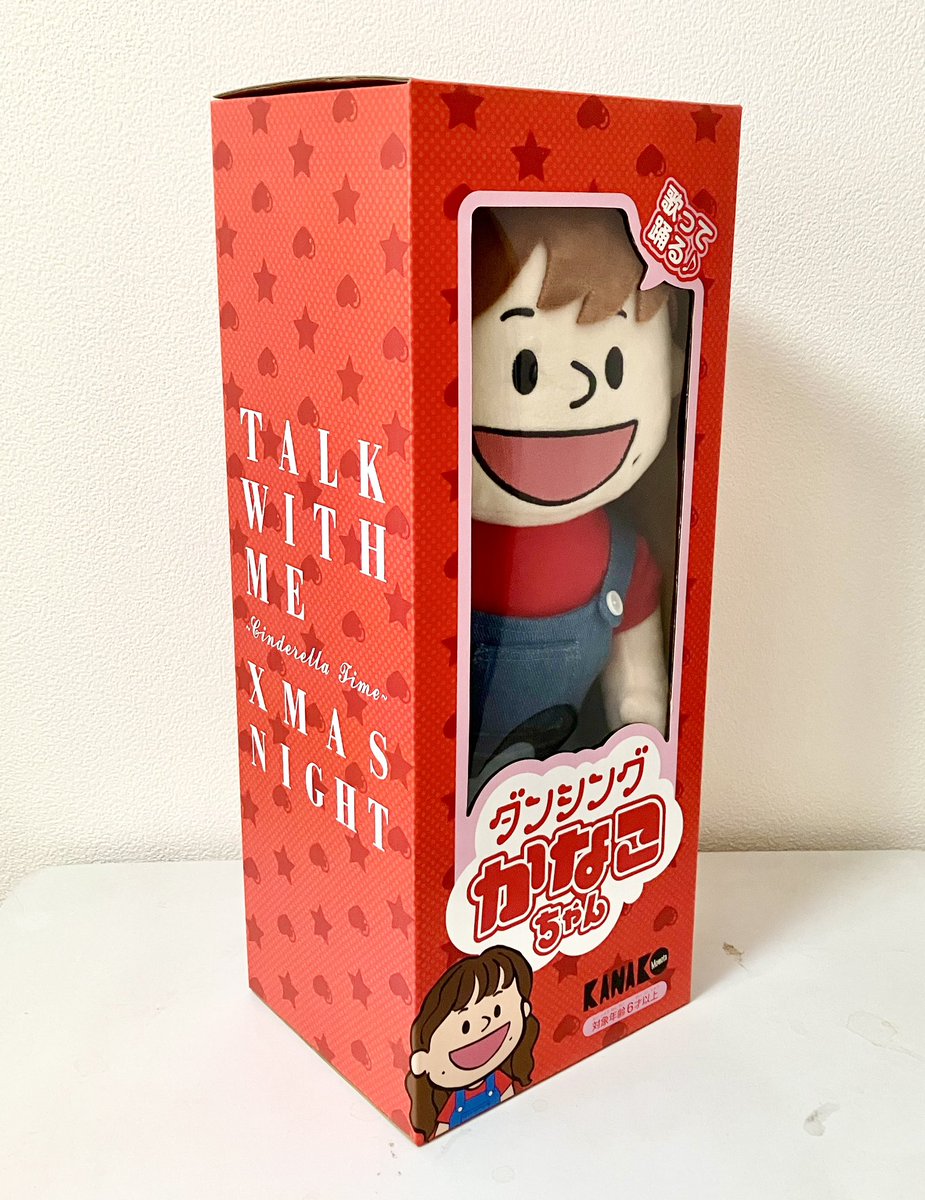 TALK
WITH
ME
~Cinderella Time~
XMAS
NIGHT
歌って
踊る♪
ダンシング
かなこ
ちゃん
KANAKO
Momota
対象年齢6才以上